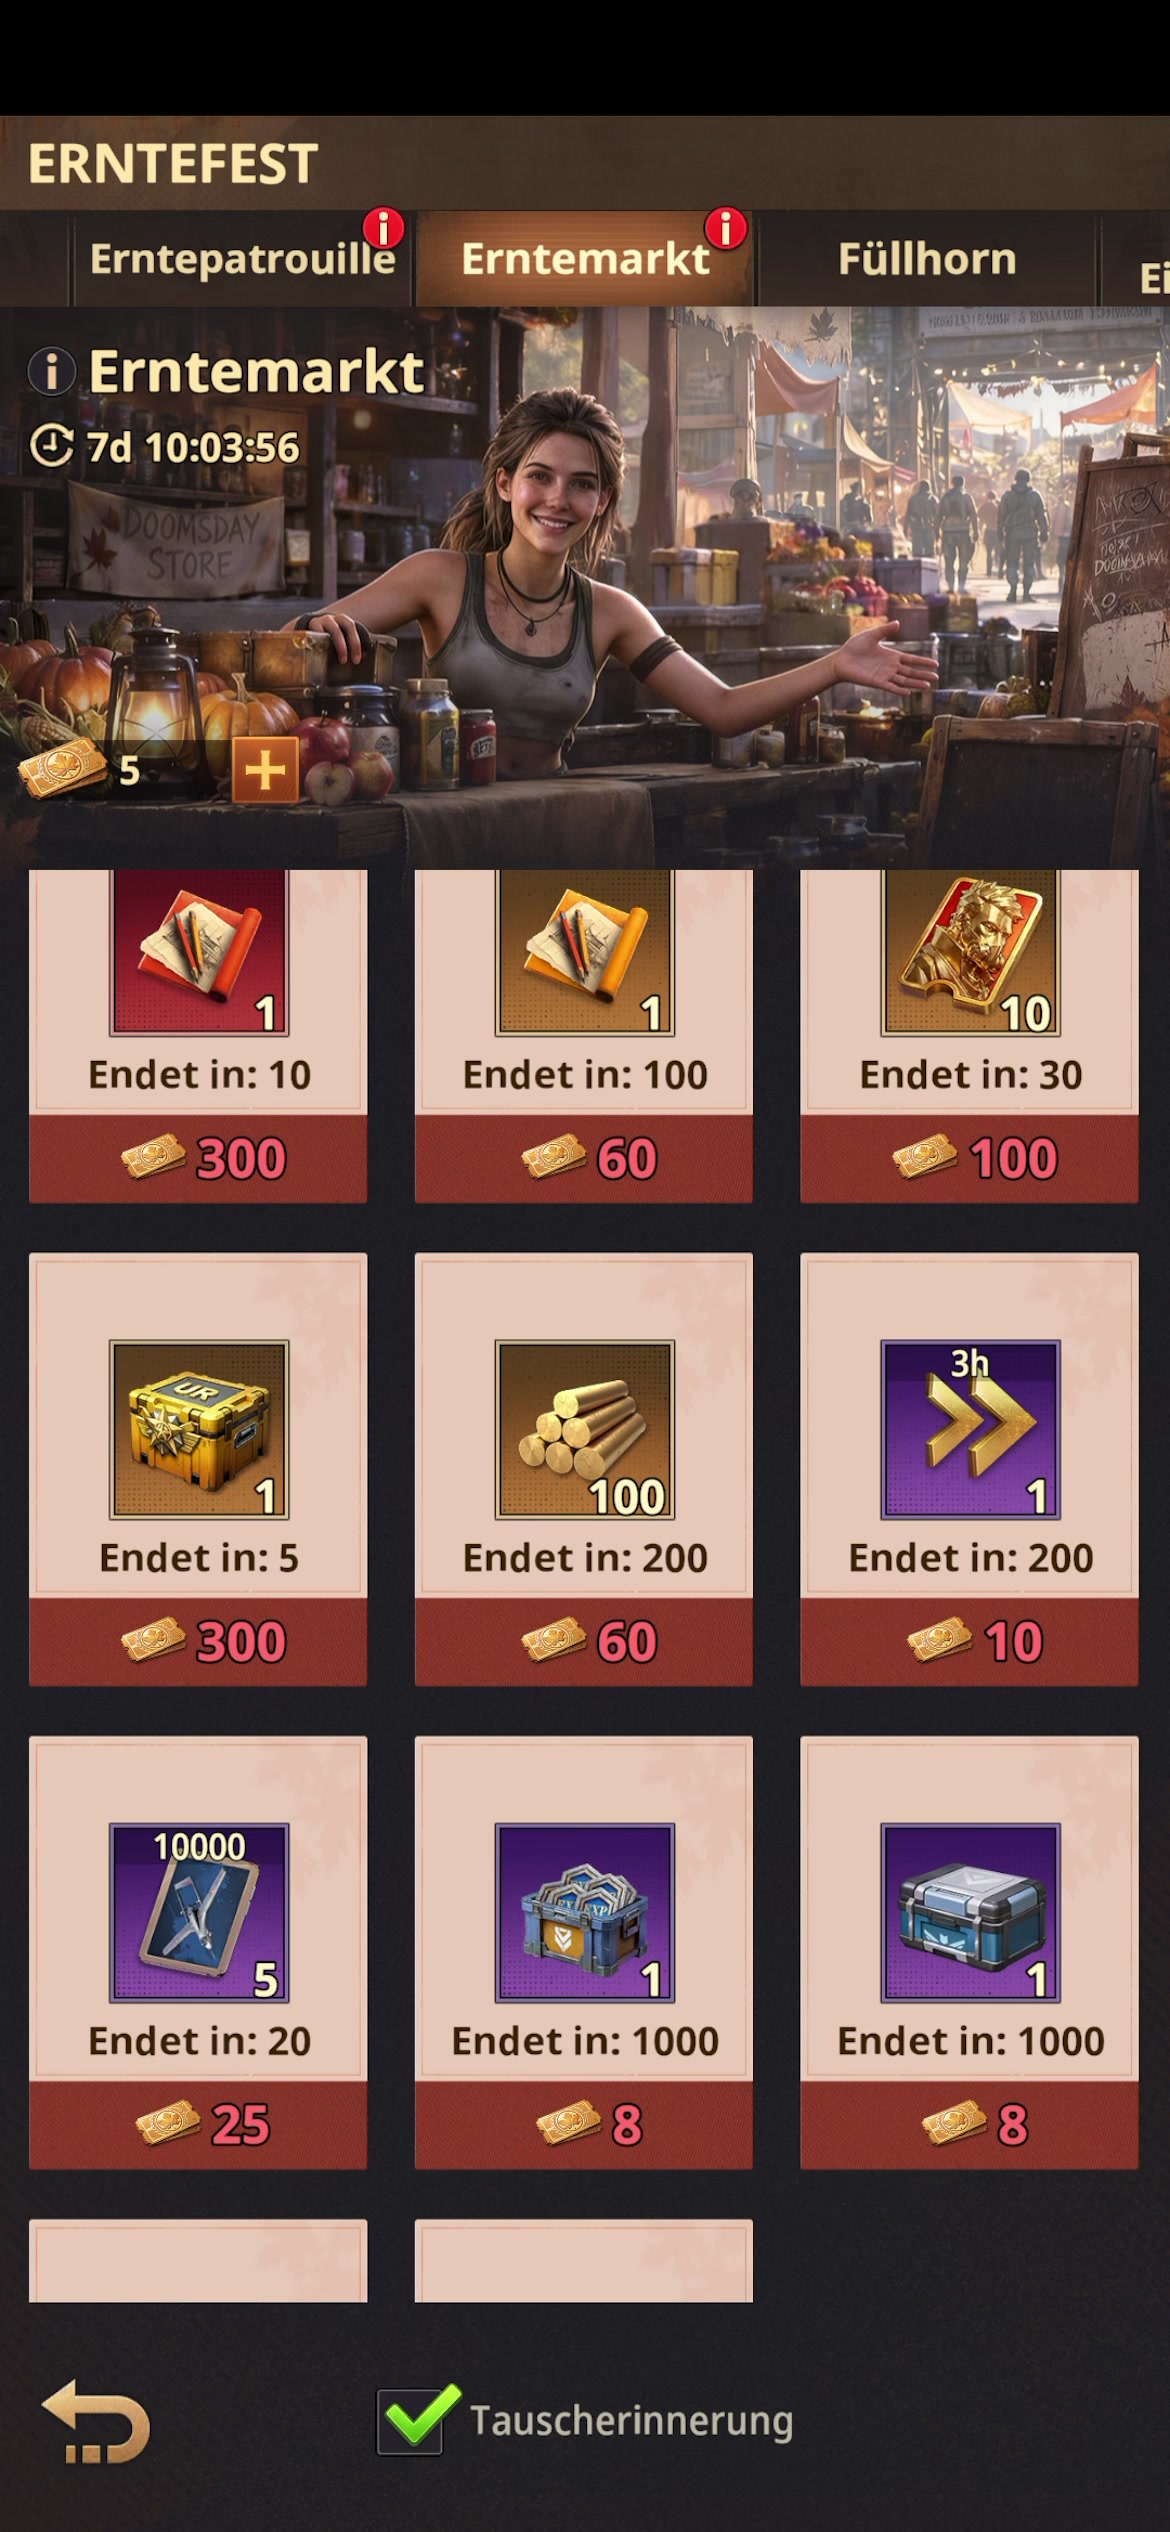 ERNTEFEST
Erntepatrouille
Erntemarkt
Füllhorn
Ei
Erntemarkt
7d 10:03:56
DOOMSDAY
STORE
5
1
1
10
Endet in: 10
Endet in: 100
Endet in: 30
300
60
100
UR
1
100
3h
1
Endet in: 5
Endet in: 200
Endet in: 200
300
60
10
10000
5
1
1
Endet in: 20
Endet in: 1000
Endet in: 1000
25
8
8
Tauscherinnerung